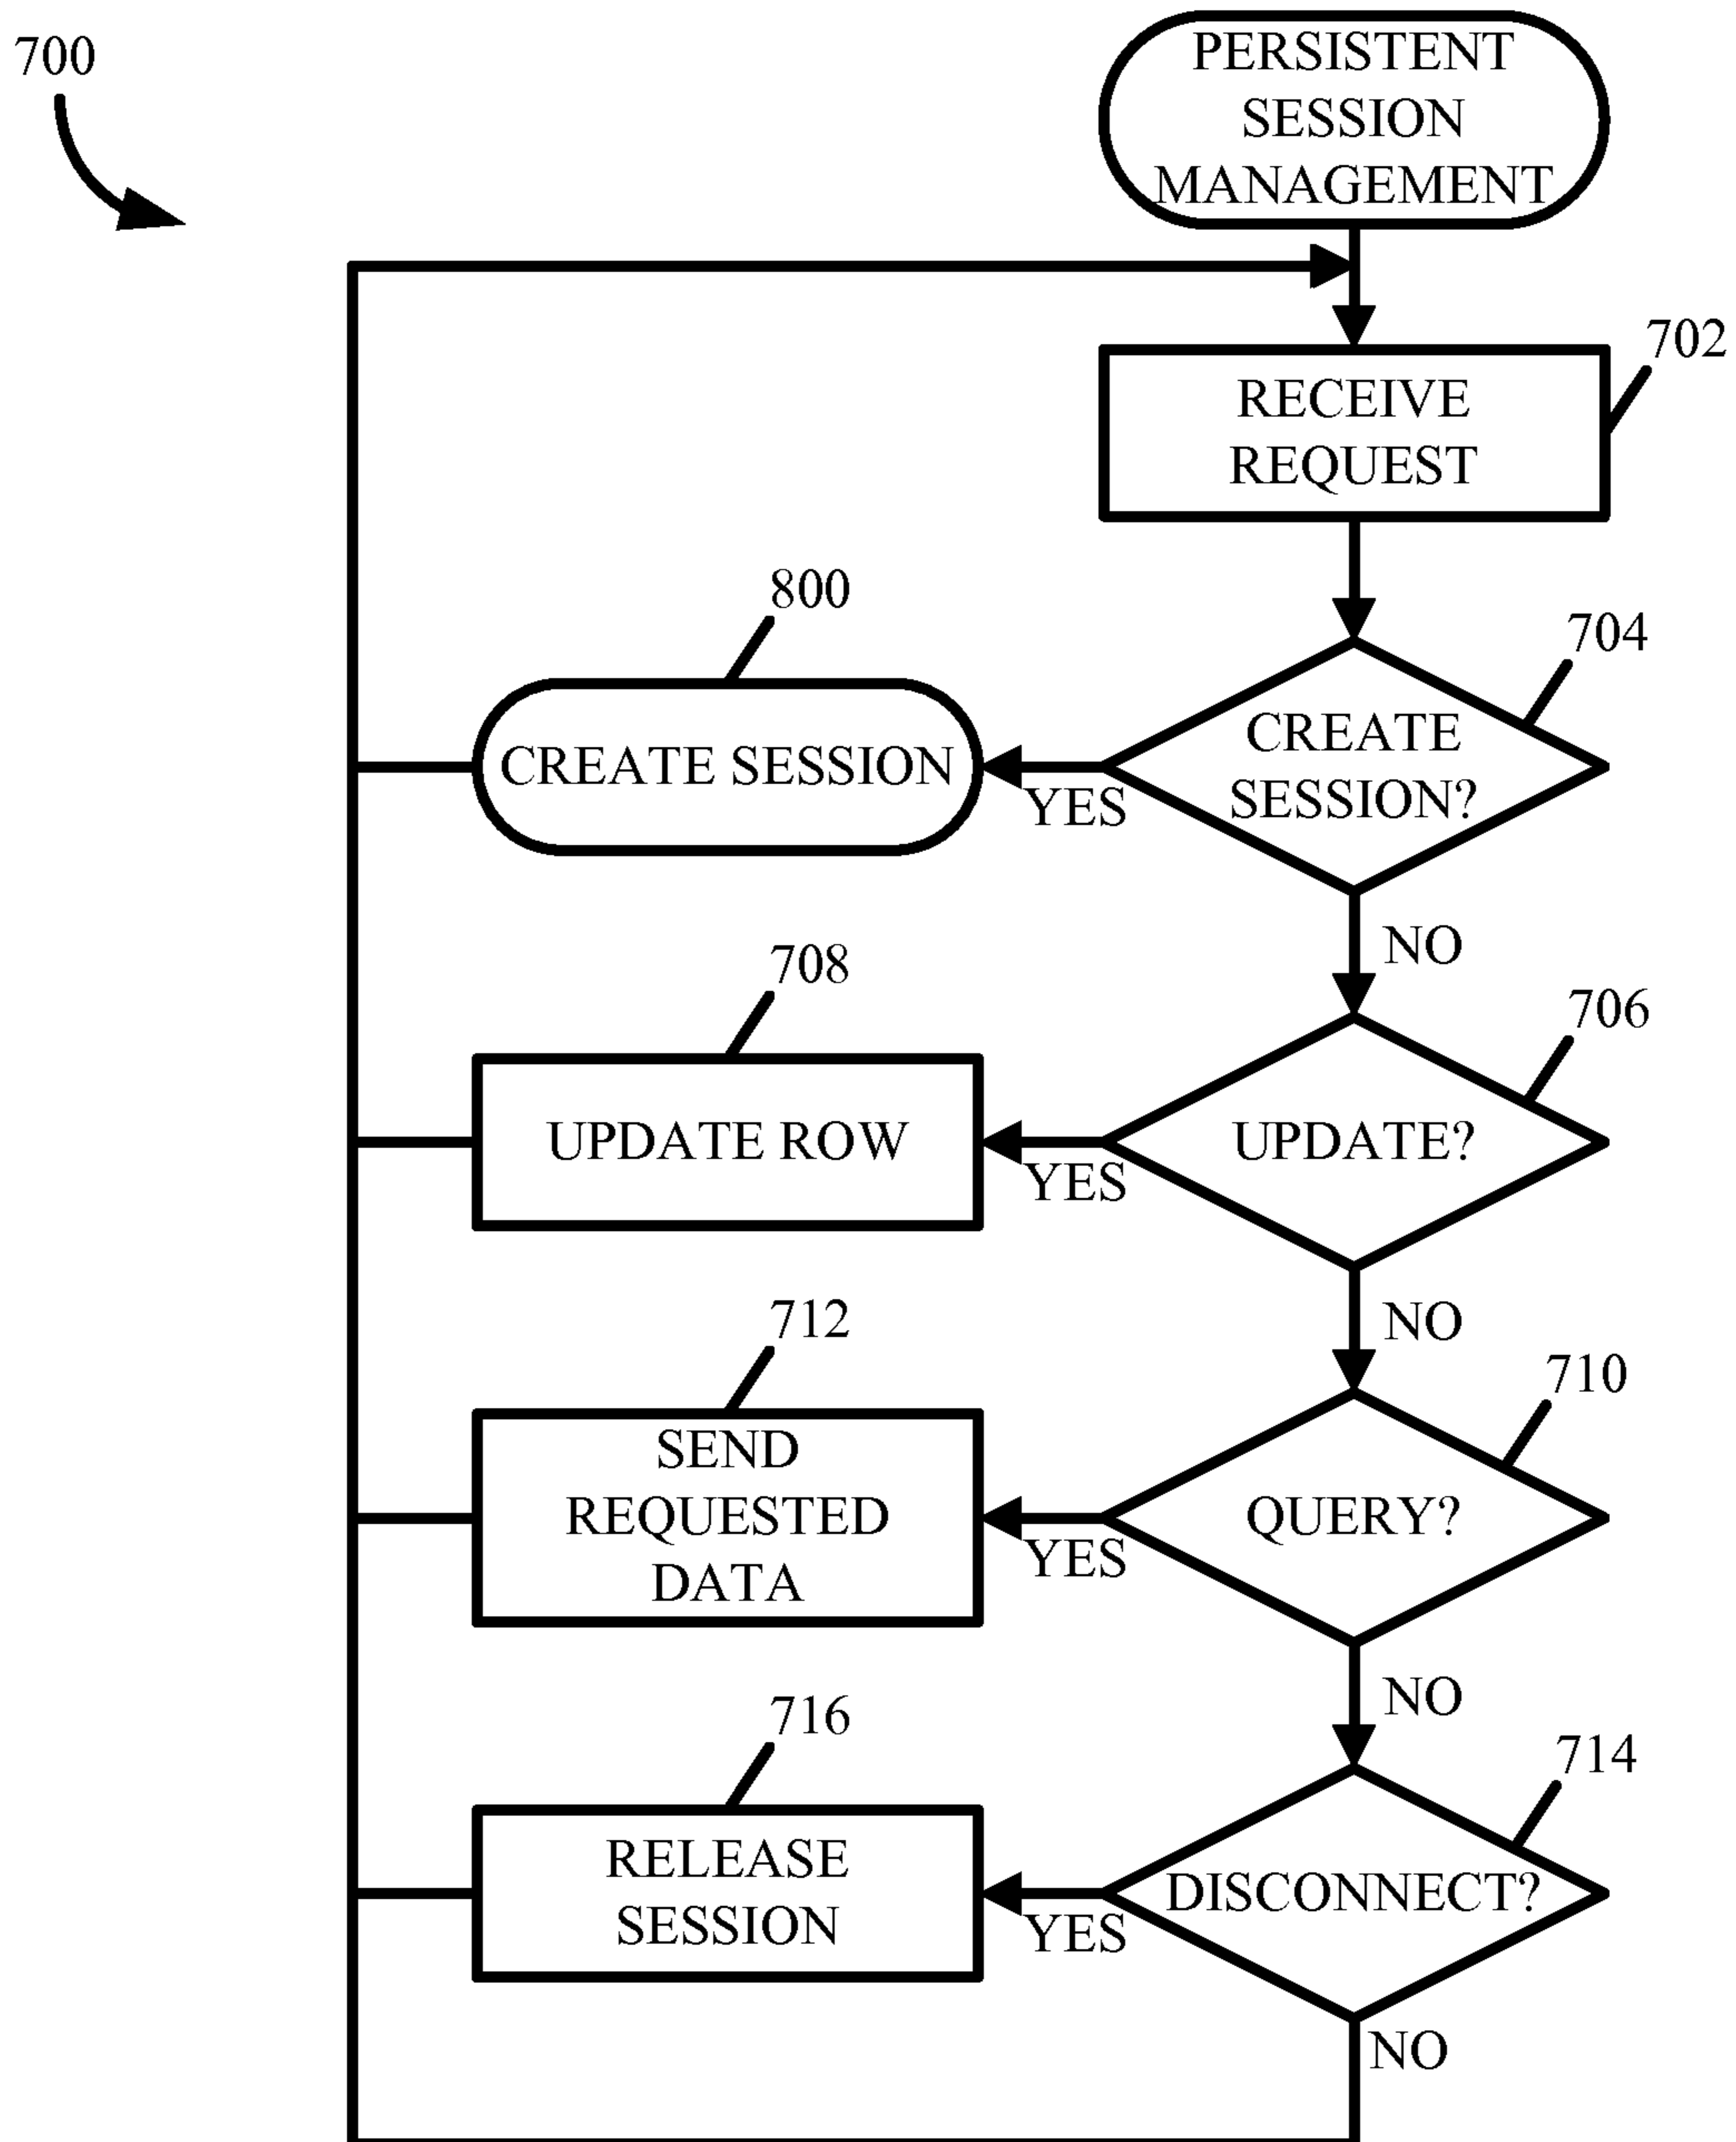 700
PERSISTENT
SESSION
MANAGEMENT
702
RECEIVE
REQUEST
800
704
CREATE SESSION
YES
CREATE
SESSION?
NO
708
706
UPDATE ROW
YES
UPDATE?
NO
712
710
SEND
REQUESTED
DATA
YES
QUERY?
NO
716
714
RELEASE
SESSION
YES
DISCONNECT?
NO